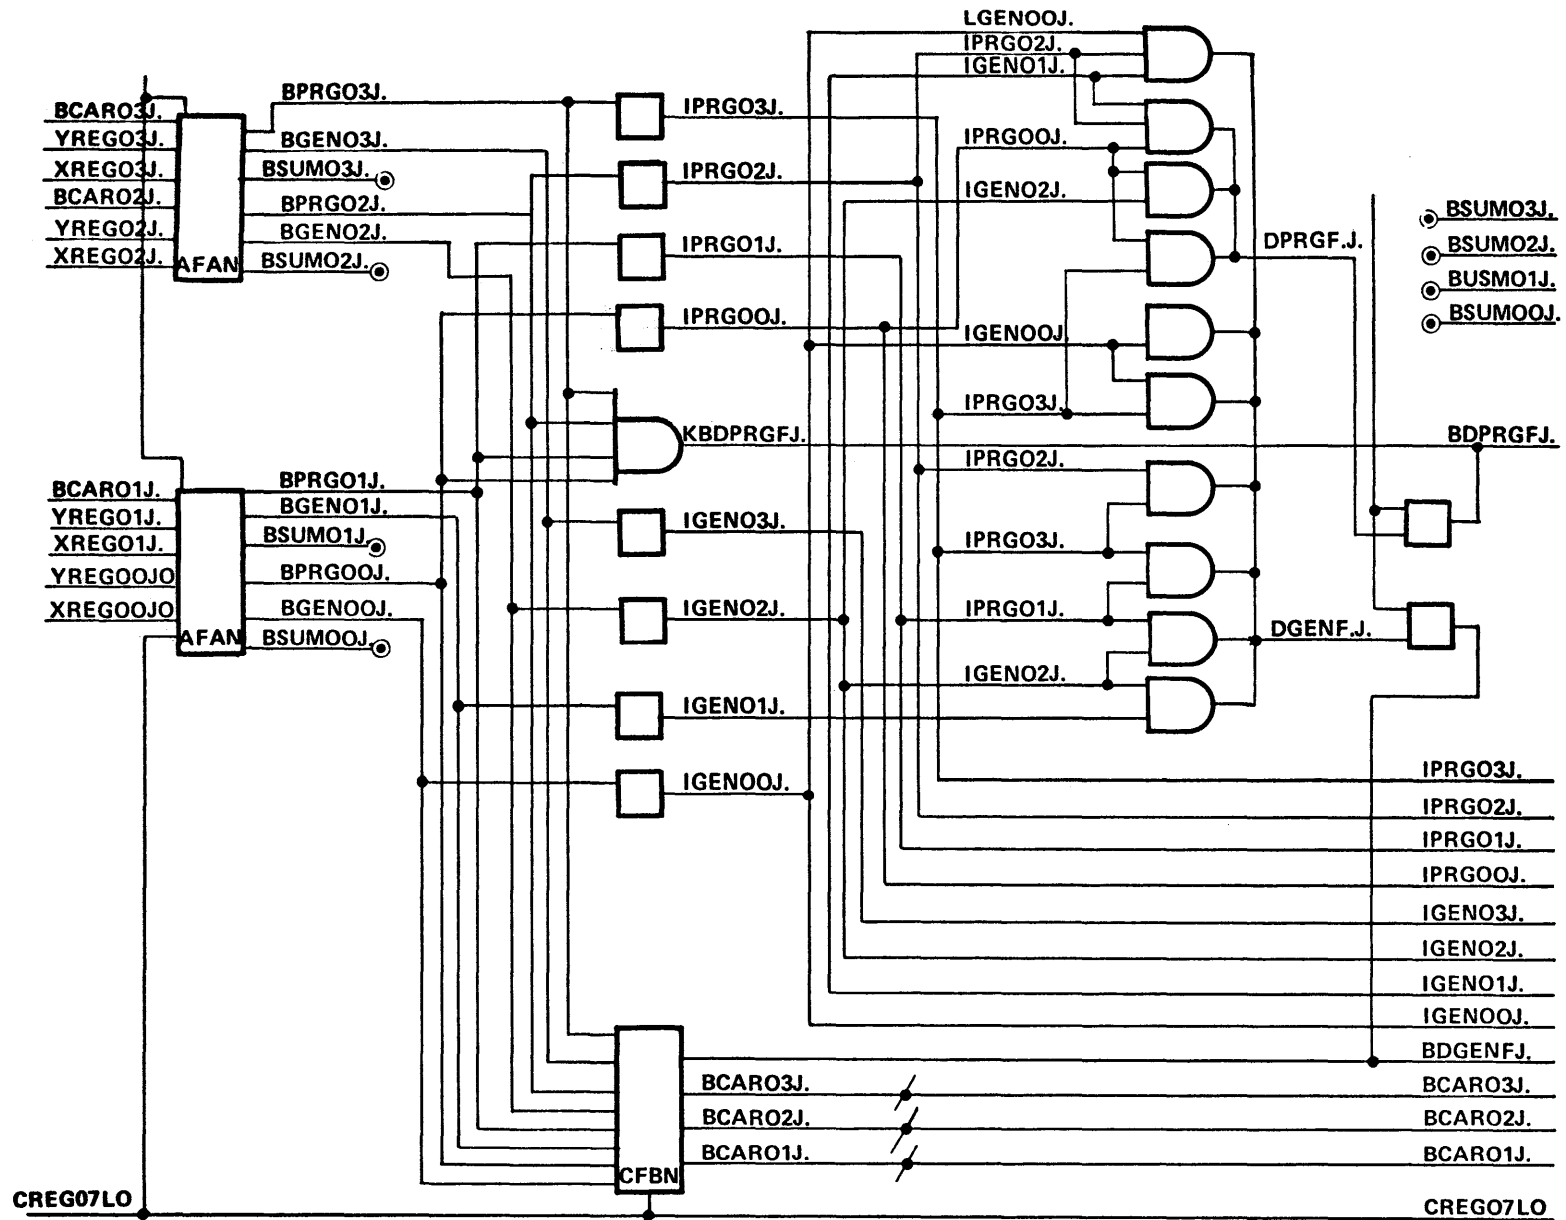 LGENOOJ.
IPRGO2J.
IGENO1J.
BPRGO3J.
IPRGO3J.
BCARO3J.
YREGO3J.
BGENO3J.
IPRGOOJ.
XREGO3J.
BSUMO3J.
IPRGO2J.
BCARO2J.
BPRGO2J.
IGENO2J.
BSUMO3J.
YREGO2J.
BGENO2J.
IPRGO1J.
DPRGF.J.
BSUMO2J.
XREGO2J.
AFAN
BSUMO2J.
BUSMO1J.
IPRGOOJ.
IGENOOJ.
BSUMOOJ.
IPRGO3J.
KBDPRGFJ.
BDPRGFJ.
IPRGO2J.
BCARO1J.
BPRGO1J.
YREGO1J.
BGENO1J.
IGENO3J.
XREGO1J.
BSUMO1J.
IPRGO3J.
YREGOOJO
BPRGOOJ.
XREGOOJO
BGENOOJ.
IGENO2J.
IPRGO1J.
AFAN
BSUMOOJ.
DGENF.J.
IGENO2J.
IGENO1J.
IGENOOJ.
IPRGO3J.
IPRGO2J.
IPRGO1J.
IPRGOOJ.
IGENO3J.
IGENO2J.
IGENO1J.
IGENOOJ.
BDGENFJ.
BCARO3J.
BCARO3J.
BCARO2J.
BCARO2J.
BCARO1J.
BCARO1J.
CFBN
CREG07LO
CREGO7LO